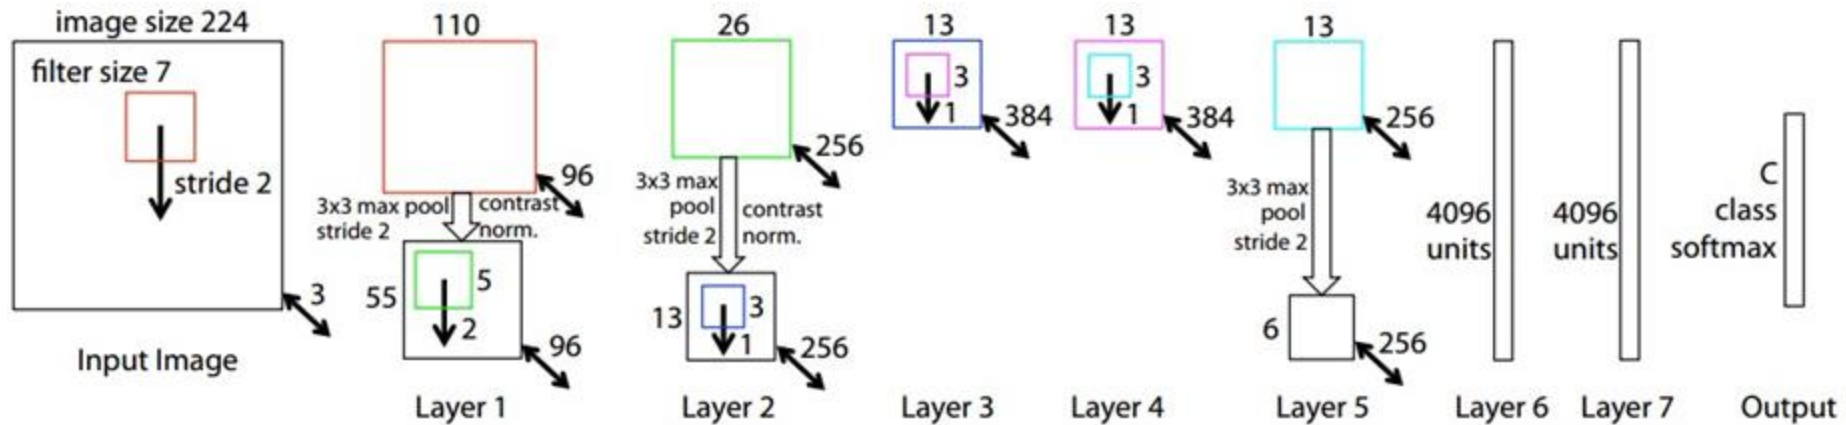 image size 224
filter size 7
stride 2
3
Input Image
110
96
3x3 max pool
stride 2
contrast
norm.
55
5
2
96
Layer 1
26
256
3x3 max
pool
stride 2
contrast
norm.
13
3
1
256
Layer 2
13
3
1
384
Layer 3
13
3
1
384
Layer 4
13
256
3x3 max
pool
stride 2
6
256
Layer 5
4096
units
Layer 6
4096
units
Layer 7
C
class
softmax
Output